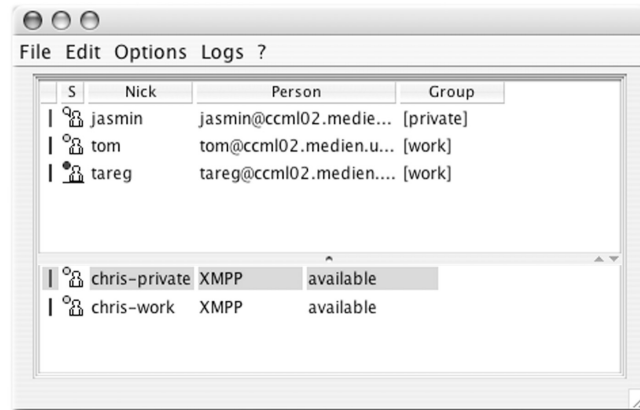 File Edit Options Logs ?
S Nick Person Group
jasmin jasmin@ccml02.medie... [private]
tom tom@ccml02.medien.u... [work]
tareg tareg@ccml02.medien.... [work]
chris-private XMPP available
chris-work XMPP available